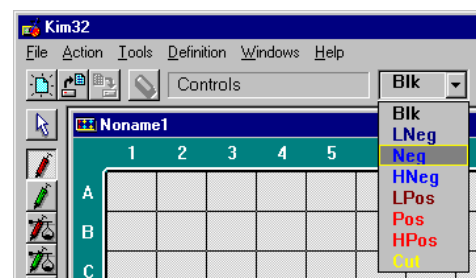 Kim32
File Action Tools Definition Windows Help
Controls Blk
Blk
LNeg
Neg
HNeg
LPos
Pos
HPos
Cut
Noname1
1 2 3 4 5
A
B
C